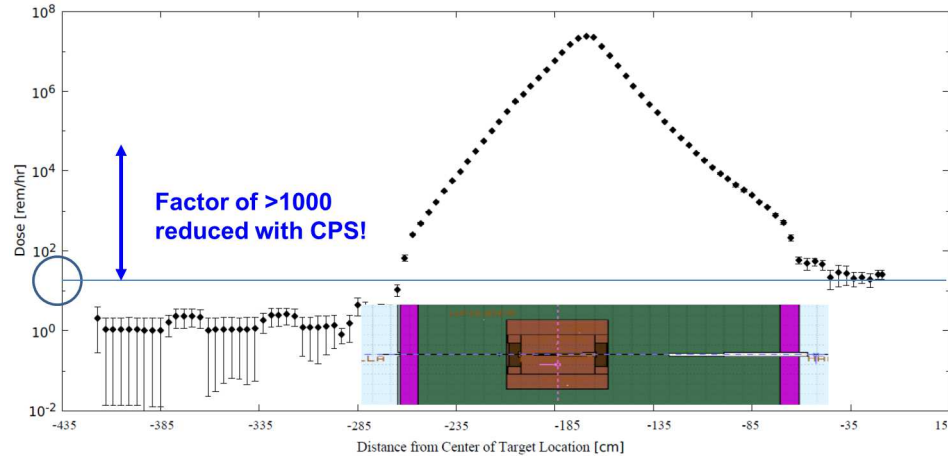 10^8
10^6
10^4
10^2
10^0
10^-2
Dose [rem/hr]
Factor of >1000
reduced with CPS!
-435 -385 -335 -285 -235 -185 -135 -85 -35 15
Distance from Center of Target Location [cm]